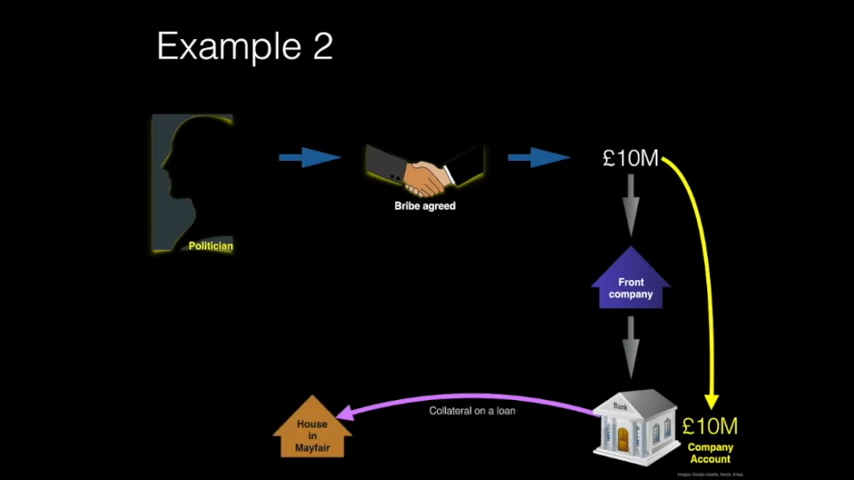 Example 2
£10M
Bribe agreed
Politician
Front
company
Bank
Collateral on a loan
House
in
Mayfair
£10M
Company
Account